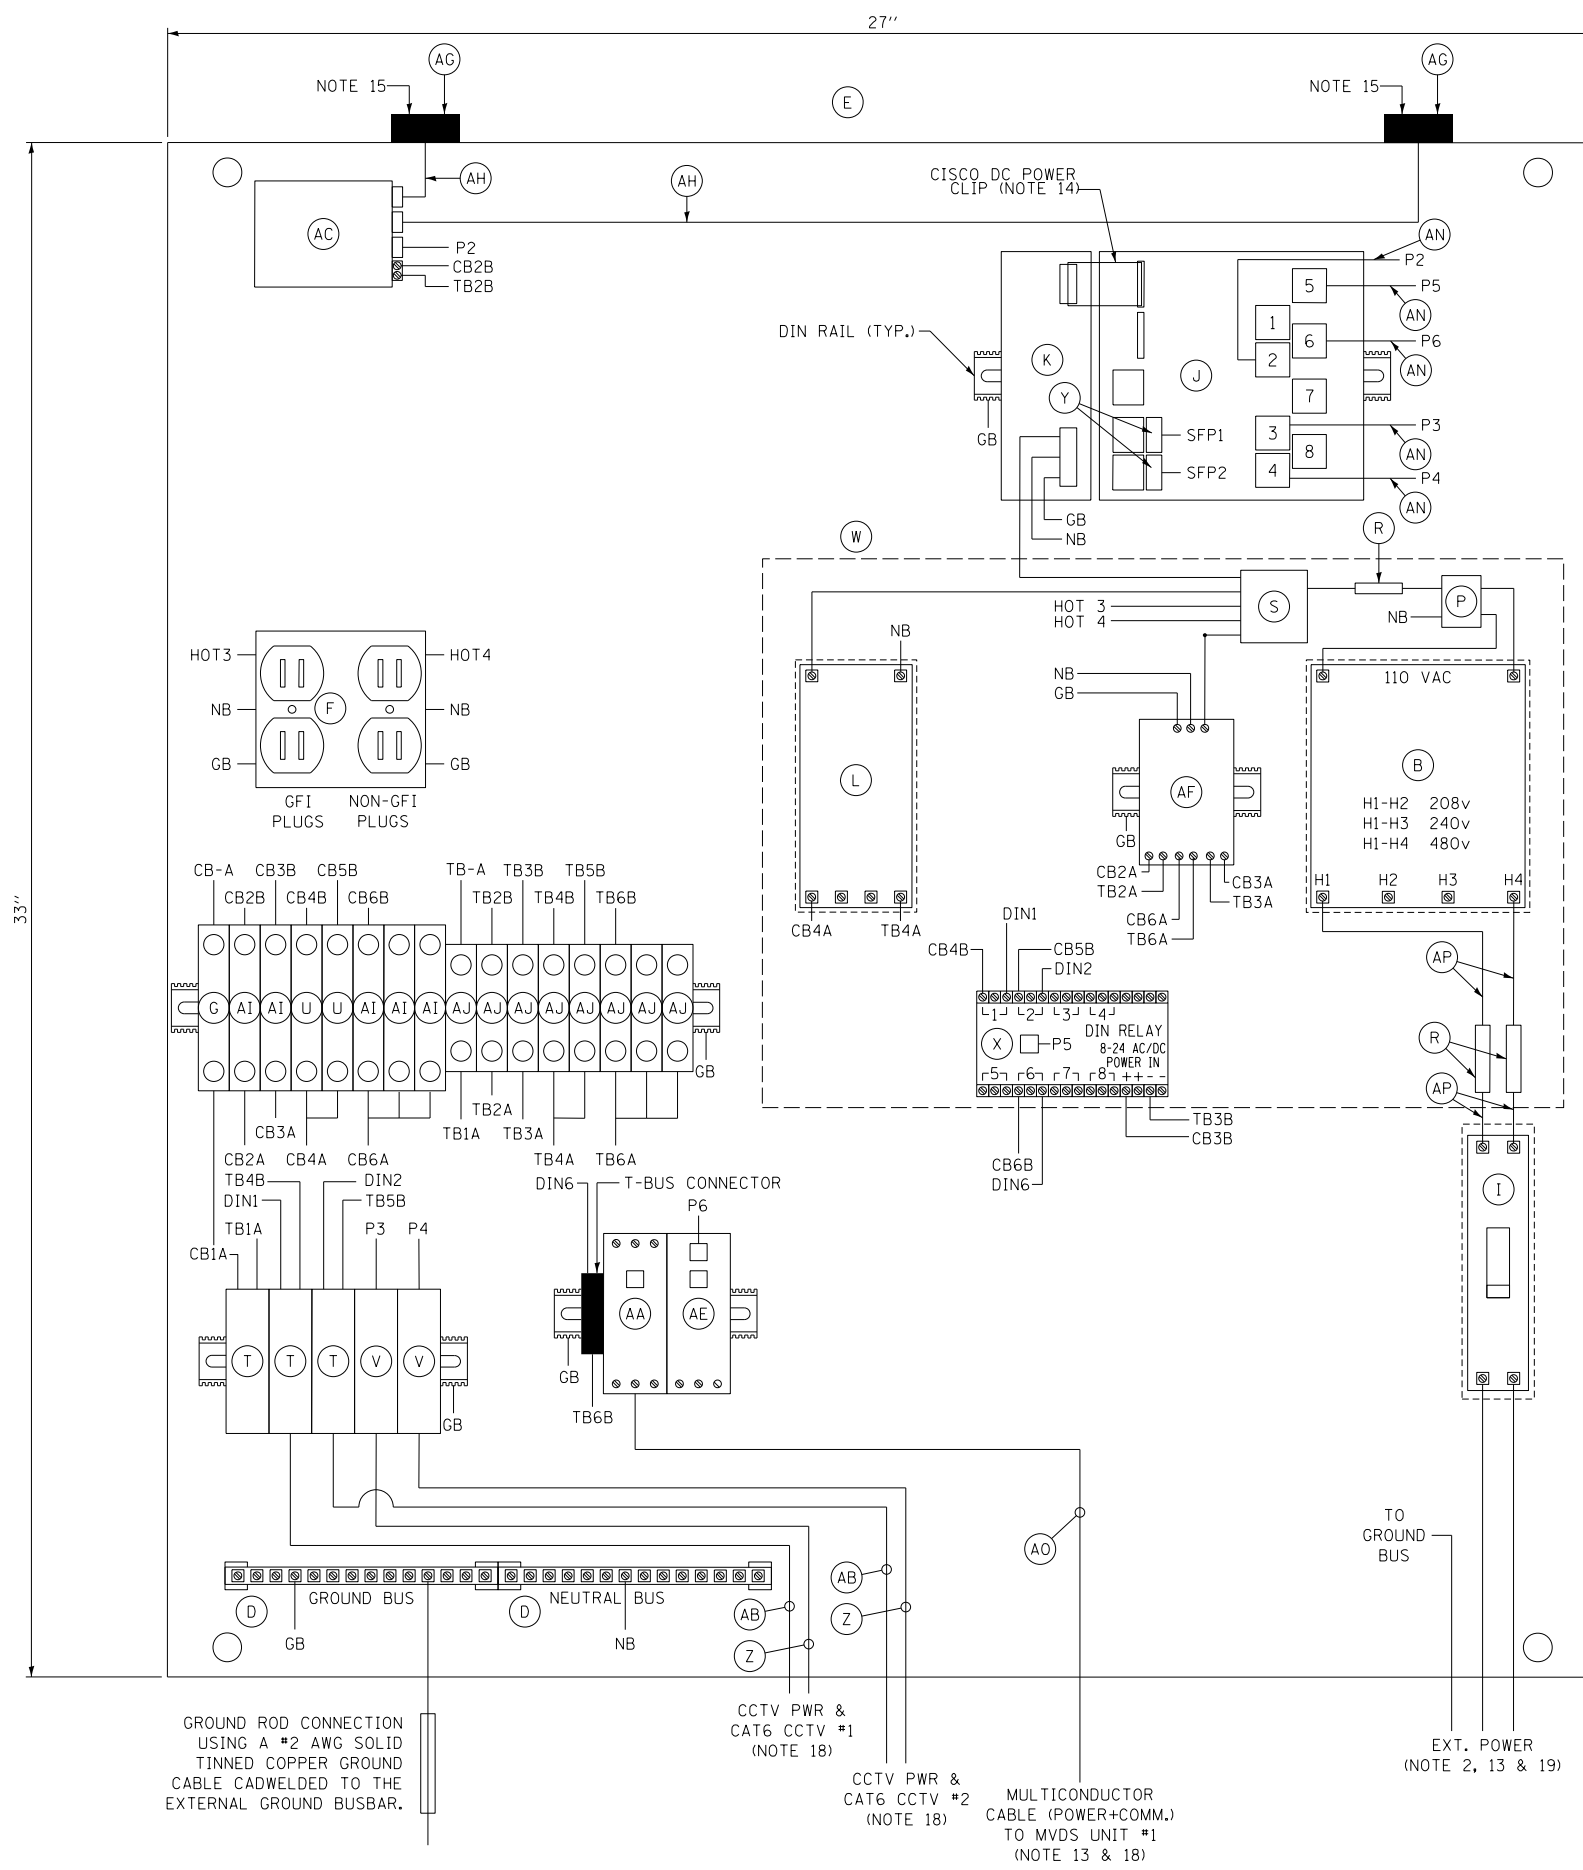 27''
AG
AG
NOTE 15
NOTE 15
E
AH
AH
CISCO DC POWER
CLIP (NOTE 14)
AC
P2
CB2B
TB2B
AN
P2
5
P5
AN
1
6
P6
AN
2
7
DIN RAIL (TYP.)
K
J
Y
GB
SFP1
SFP2
3
P3
AN
8
4
P4
AN
GB
NB
W
R
S
P
HOT 3
HOT 4
NB
NB
HOT3
HOT4
NB
F
NB
GB
GB
GFI
PLUGS
NON-GFI
PLUGS
NB
GB
110 VAC
L
AF
B
H1-H2 208v
H1-H3 240v
H1-H4 480v
GB
H1
H2
H3
H4
CB2A
TB2A
CB3A
TB3A
CB6A
TB6A
CB4A
TB4A
33''
CB-A
CB3B
CB5B
TB-A
TB3B
TB5B
CB2B
CB4B
CB6B
TB2B
TB4B
TB6B
G
AI
AI
U
U
AI
AI
AI
AJ
AJ
AJ
AJ
AJ
AJ
AJ
AJ
GB
DIN1
CB4B
CB5B
DIN2
1
2
3
4
DIN RELAY
X
P5
8-24 AC/DC
POWER IN
5
6
7
8
++--
TB3B
CB3B
CB6B
DIN6
AP
R
AP
I
CB3A
CB2A
CB4A
CB6A
TB1A
TB2A
TB3A
TB4A
TB6A
TB4B
DIN2
DIN1
TB5B
TB1A
P3
P4
CB1A
T
T
T
V
V
GB
DIN6
T-BUS CONNECTOR
P6
AA
AE
GB
TB6B
TO
GROUND
BUS
AO
AB
AB
Z
Z
D
GROUND BUS
D
NEUTRAL BUS
GB
NB
GROUND ROD CONNECTION
USING A #2 AWG SOLID
TINNED COPPER GROUND
CABLE CADWELDED TO THE
EXTERNAL GROUND BUSBAR.
CCTV PWR &
CAT6 CCTV #1
(NOTE 18)
CCTV PWR &
CAT6 CCTV #2
(NOTE 18)
MULTICONDUCTOR
CABLE (POWER+COMM.)
TO MVDS UNIT #1
(NOTE 13 & 18)
EXT. POWER
(NOTE 2, 13 & 19)